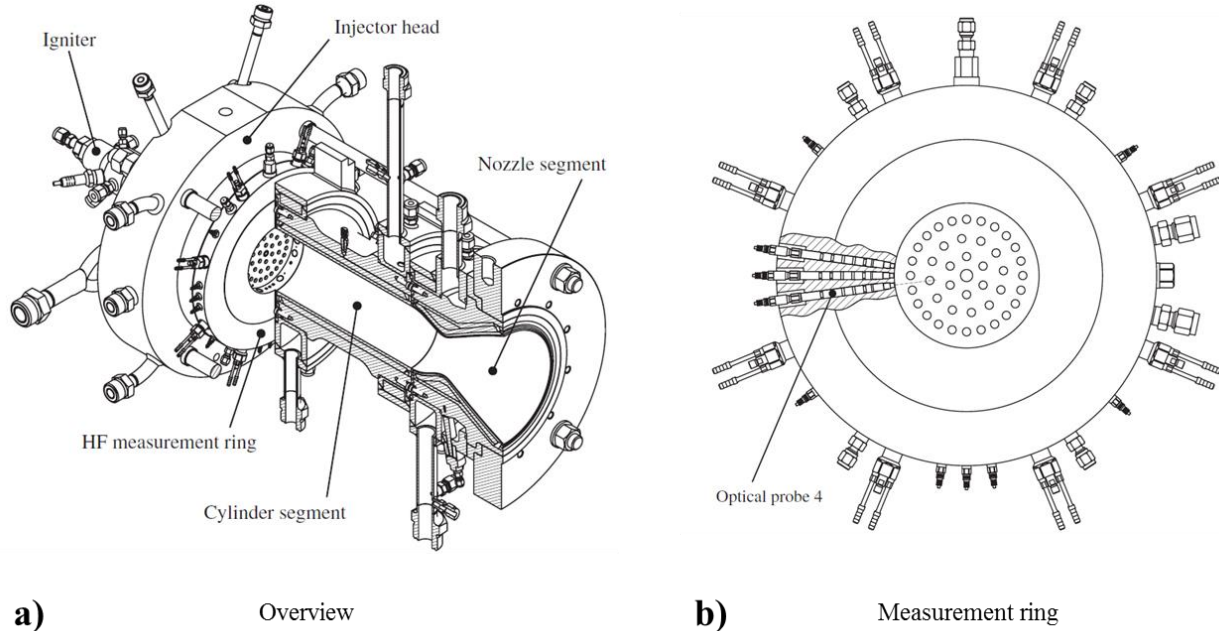 Igniter
Injector head
Nozzle segment
HF measurement ring
Cylinder segment
Optical probe 4
a) Overview
b) Measurement ring